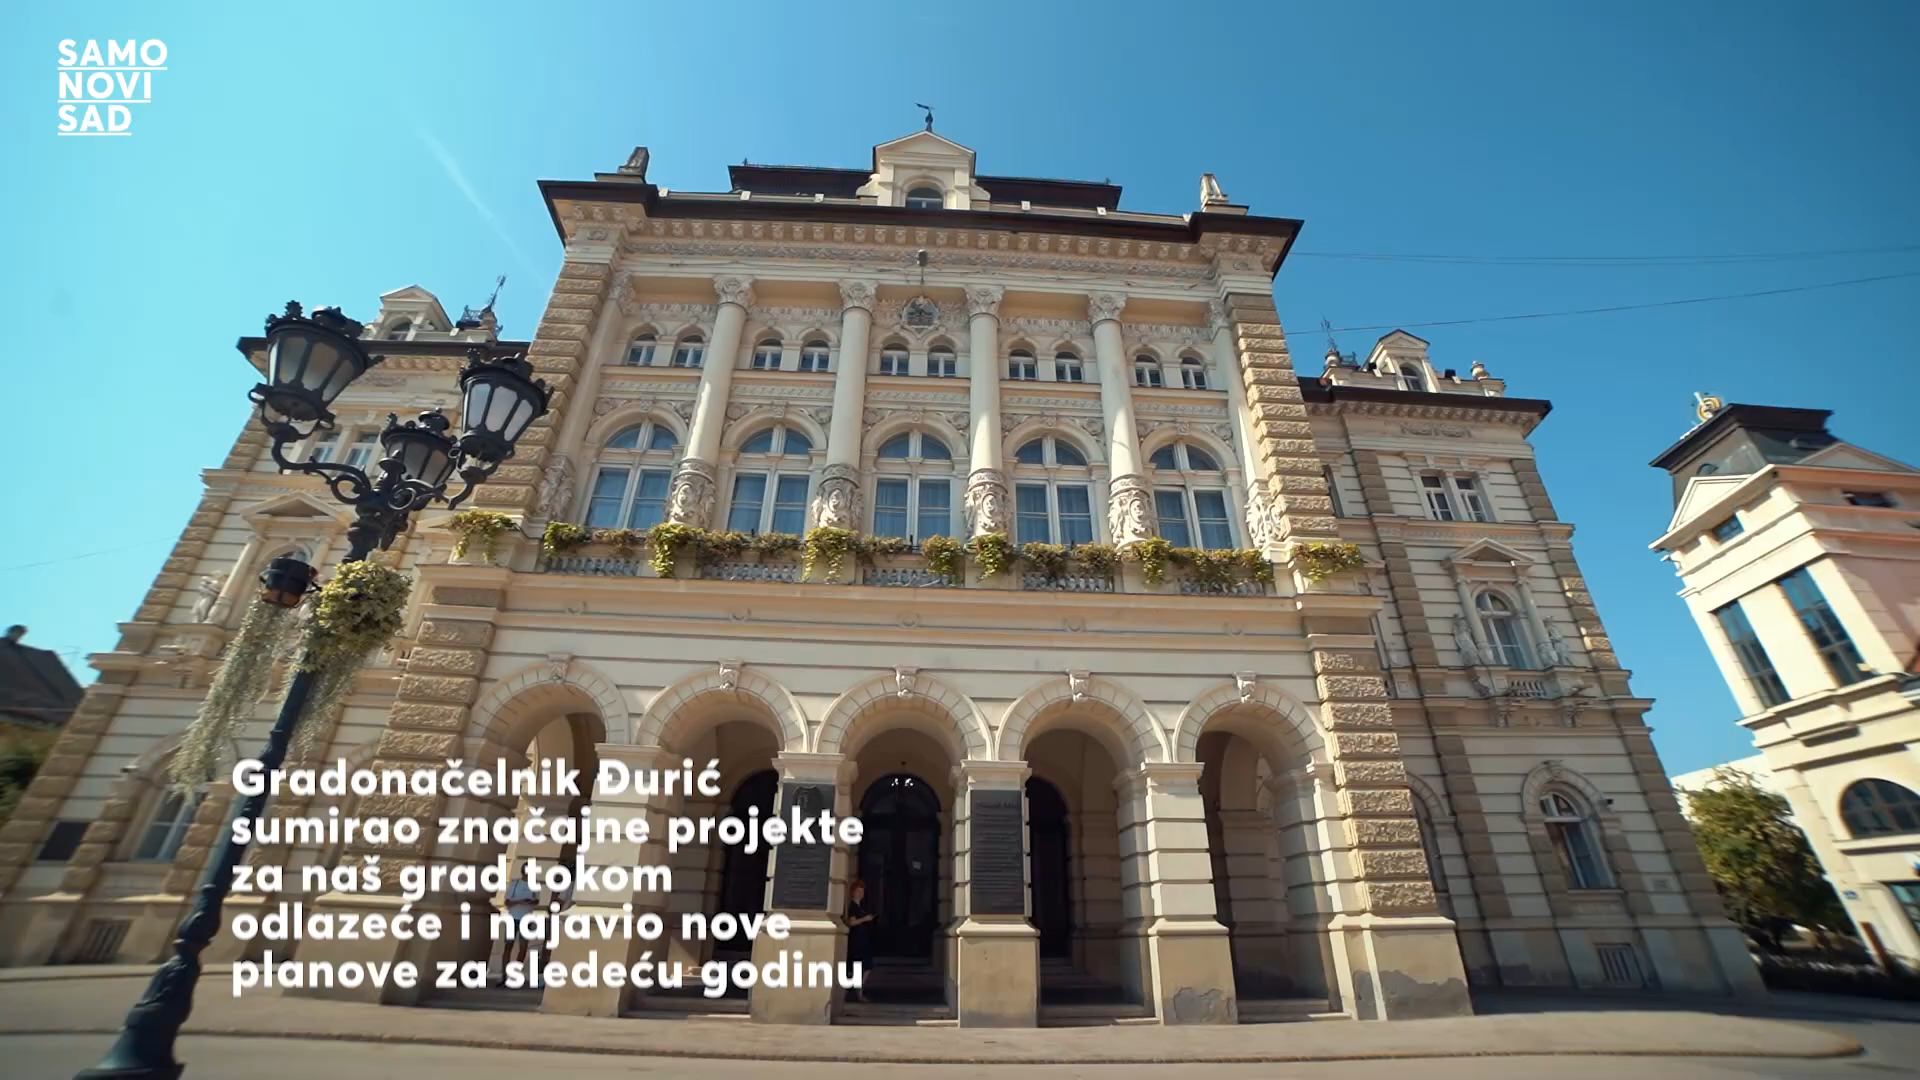 SAMO
NOVI
SAD
Gradonačelnik Đurić
sumirao značajne projekte
za naš grad tokom
odlazeće i najavio nove
planove za sledeću godinu